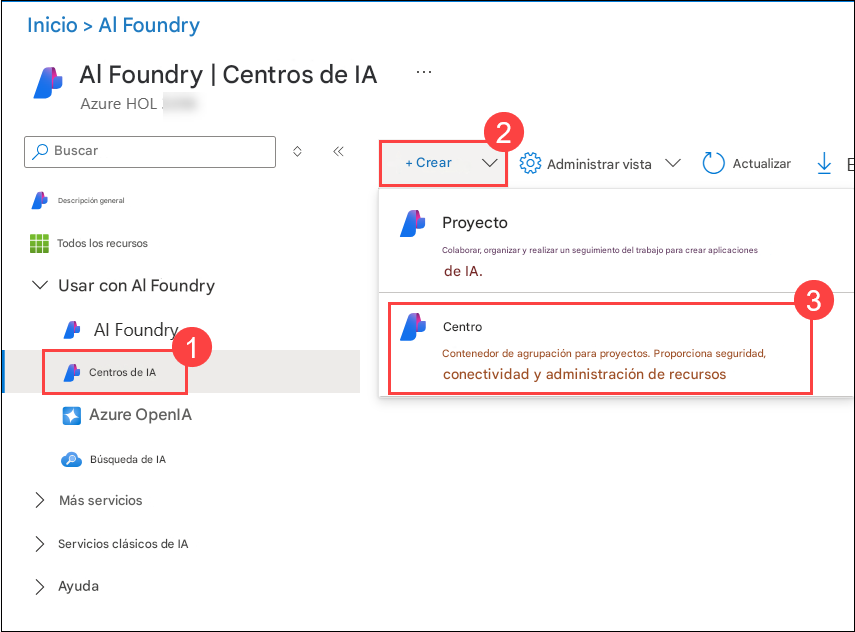 Inicio > Al Foundry
Al Foundry | Centros de IA ...
Azure HOL
Buscar
2
+ Crear
Administrar vista
Actualizar
E
Descripción general
Todos los recursos
Usar con Al Foundry
Al Foundry
1
Centros de IA
Azure OpenIA
Búsqueda de IA
Más servicios
Servicios clásicos de IA
Ayuda
Proyecto
Colaborar, organizar y realizar un seguimiento del trabajo para crear aplicaciones
de IA.
3
Centro
Contenedor de agrupación para proyectos. Proporciona seguridad,
conectividad y administración de recursos